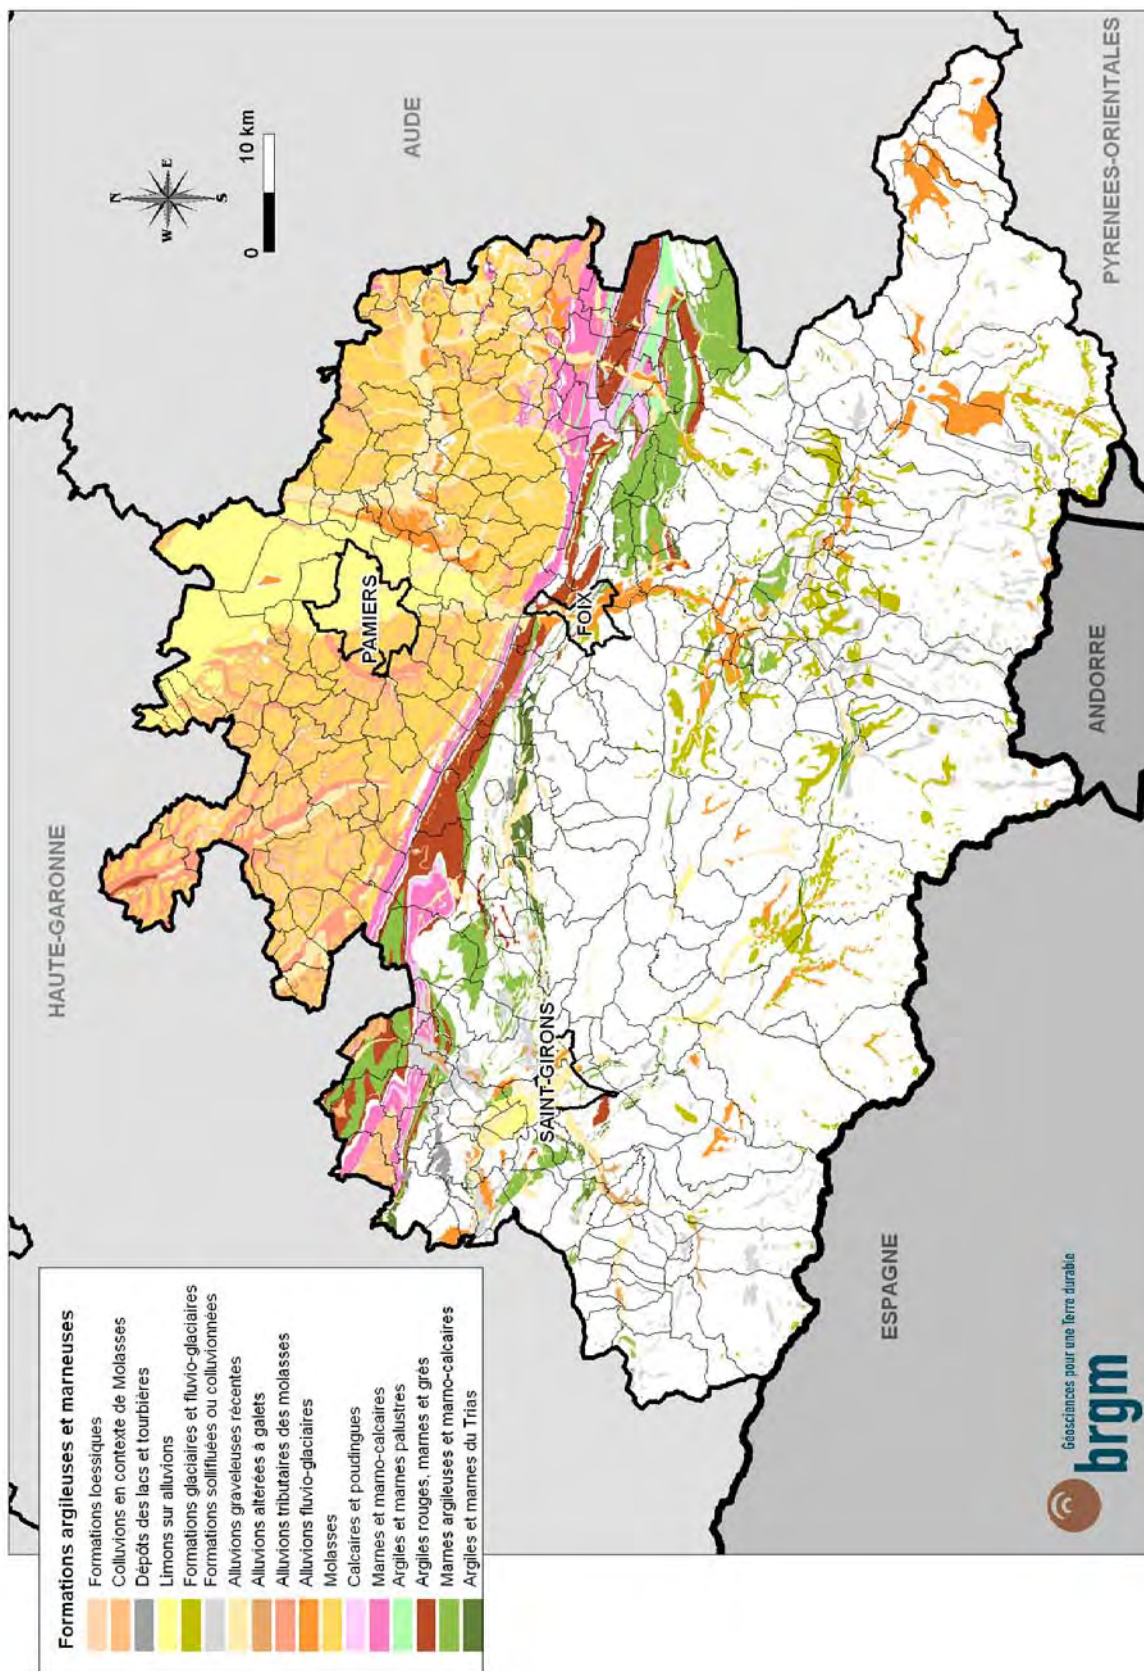 HAUTE-GARONNE
AUDE
PYRENEES-ORIENTALES
ANDORRE
ESPAGNE
PAMIERS
FOIX
SAINT-GIRONS
N
E
S
W
0
10 km
Formations argileuses et marneuses
Formations loessiques
Colluvions en contexte de Molasses
Dépôts des lacs et tourbières
Limons sur alluvions
Formations glaciaires et fluvio-glaciaires
Formations soliflluées ou colluvionnées
Alluvions graveleuses récentes
Alluvions altérées à galets
Alluvions tributaires des molasses
Alluvions fluvio-glaciaires
Molasses
Calcaires et poudingues
Marnes et marno-calcaires
Argiles et marnes palustres
Argiles rouges, marnes et grès
Marnes argileuses et marno-calcaires
Argiles et marnes du Trias
Géosciences pour une Terre durable
brgm